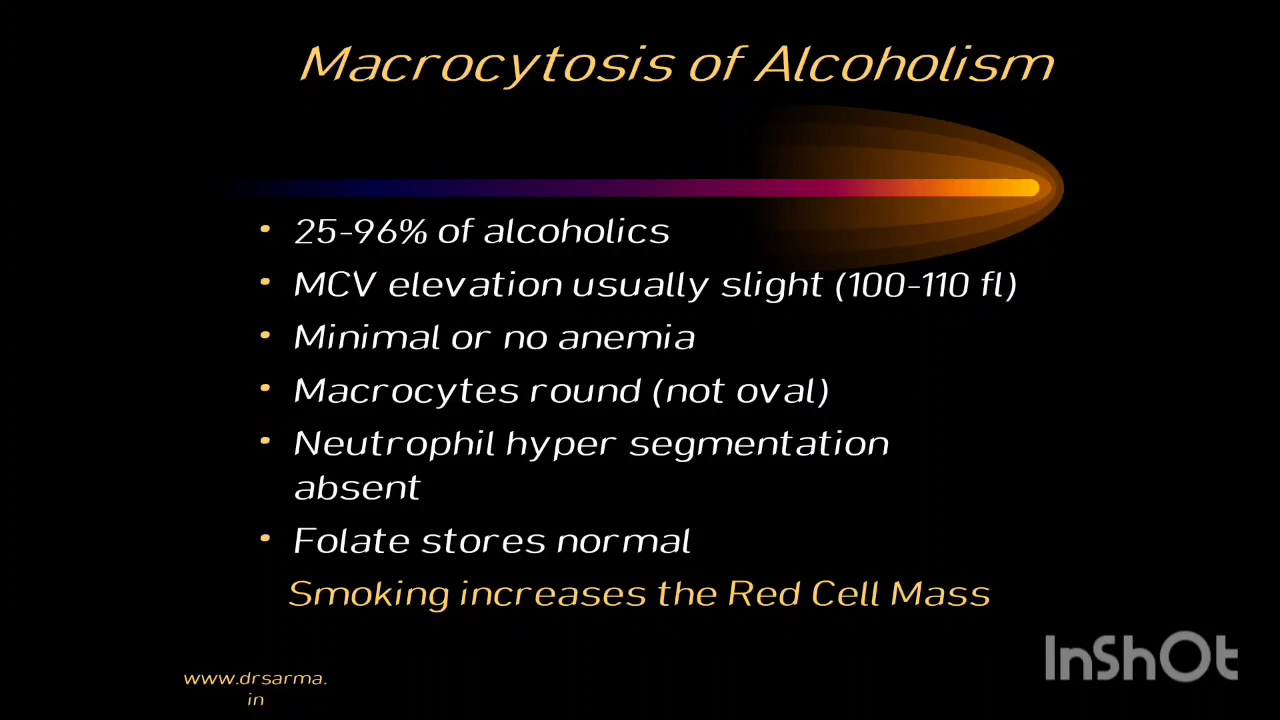 Macrocytosis of Alcoholism
• 25-96% of alcoholics
• MCV elevation usually slight (100-110 fl)
• Minimal or no anemia
• Macrocytes round (not oval)
• Neutrophil hyper segmentation
absent
• Folate stores normal
Smoking increases the Red Cell Mass
www.drsarma.
in
InShOt